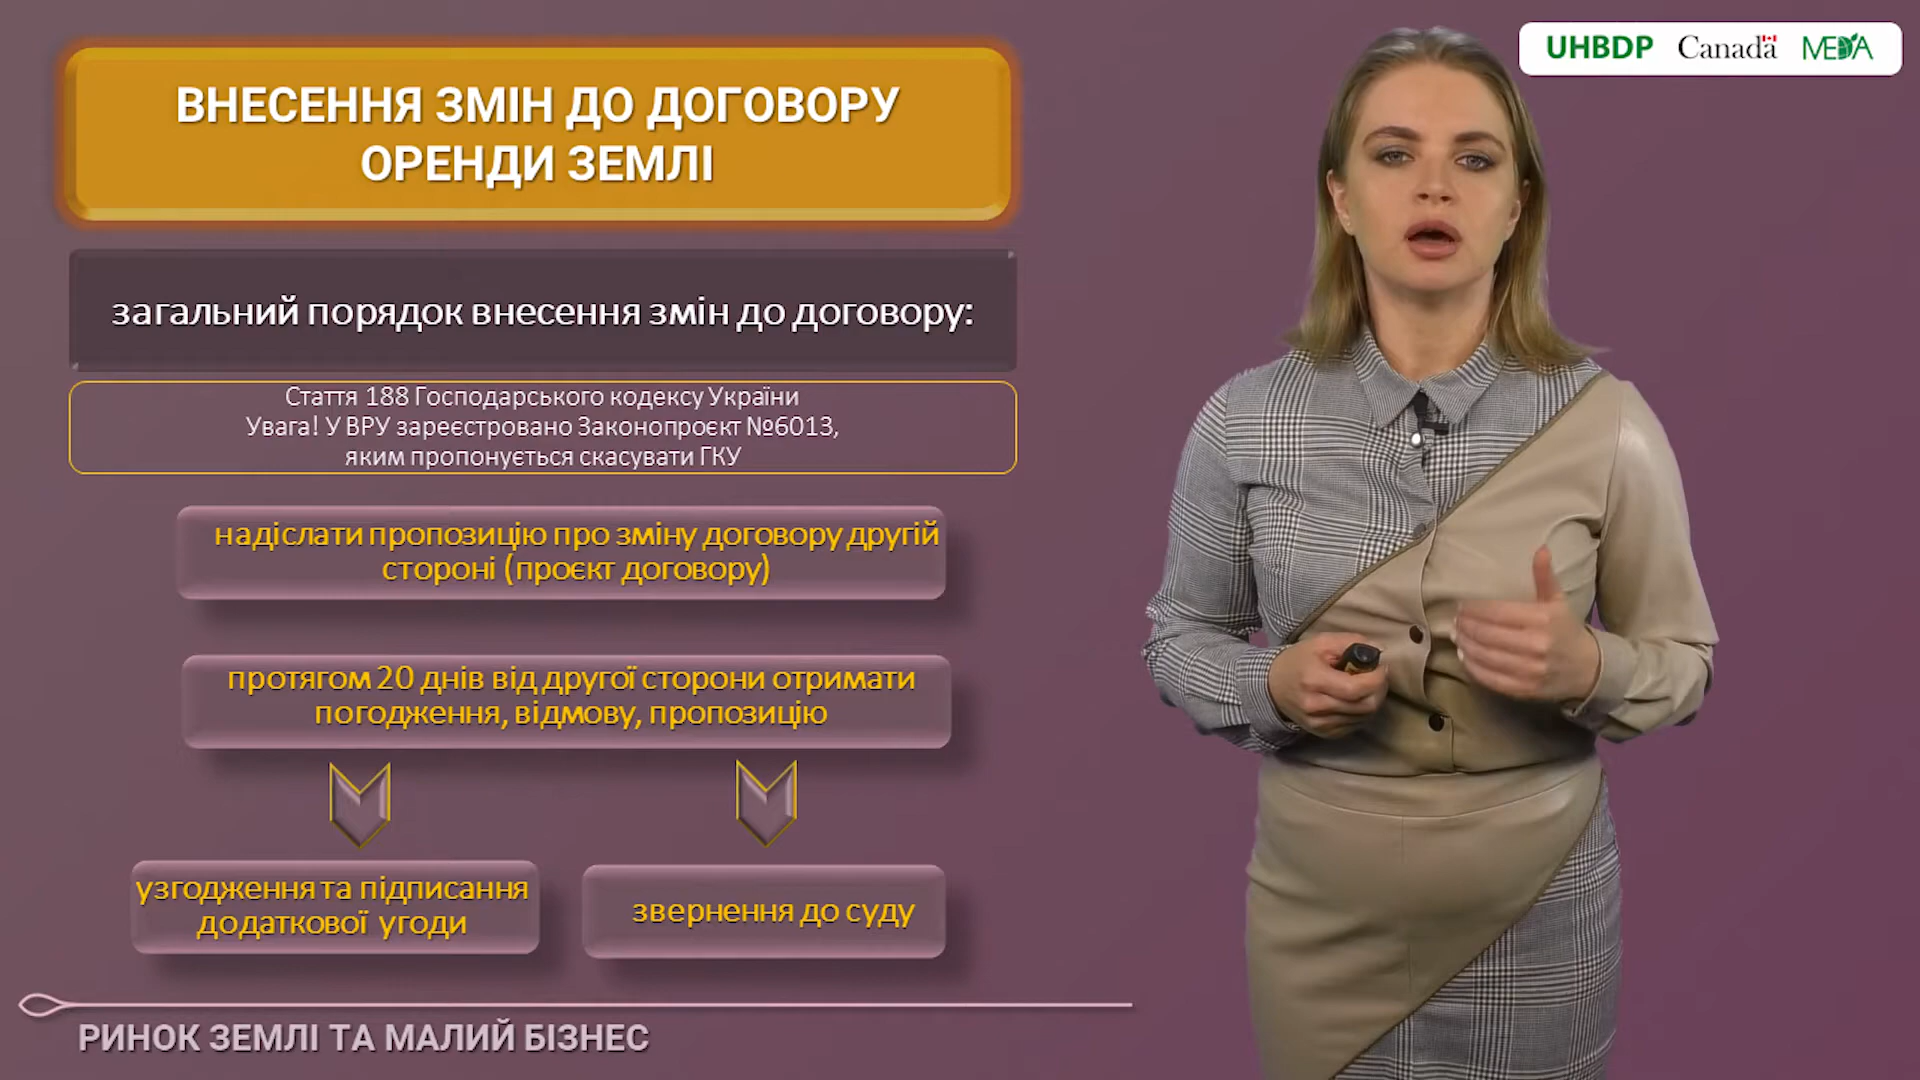 ВНЕСЕННЯ ЗМІН ДО ДОГОВОРУ
ОРЕНДИ ЗЕМЛІ
UHBDP Canada MEDA
загальний порядок внесення змін до договору:
Стаття 188 Господарського кодексу України
Увага! У ВРУ зареєстровано Законопроєкт №6013,
яким пропонується скасувати ГКУ
надіслати пропозицію про зміну договору другій
стороні (проєкт договору)
протягом 20 днів від другої сторони отримати
погодження, відмову, пропозицію
узгодження та підписання
додаткової угоди
звернення до суду
РИНОК ЗЕМЛІ ТА МАЛИЙ БІЗНЕС